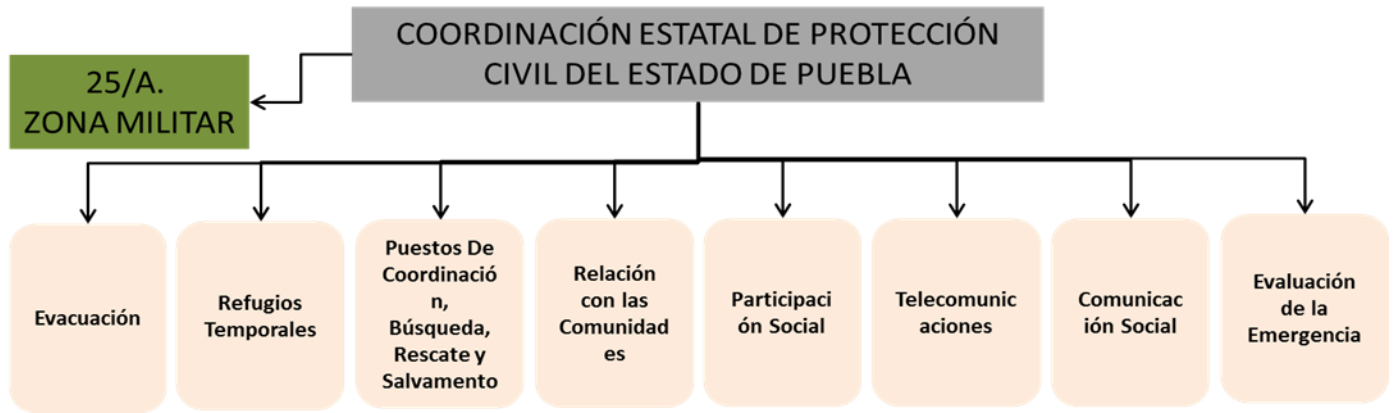 COORDINACIÓN ESTATAL DE PROTECCIÓN
CIVIL DEL ESTADO DE PUEBLA
25/A.
ZONA MILITAR
Evacuación
Refugios
Temporales
Puestos De
Coordinació
n,
Búsqueda,
Rescate y
Salvamento
Relación
con las
Comunidad
es
Participaci
ón Social
Telecomunic
aciones
Comunicac
ión Social
Evaluación
de la
Emergencia